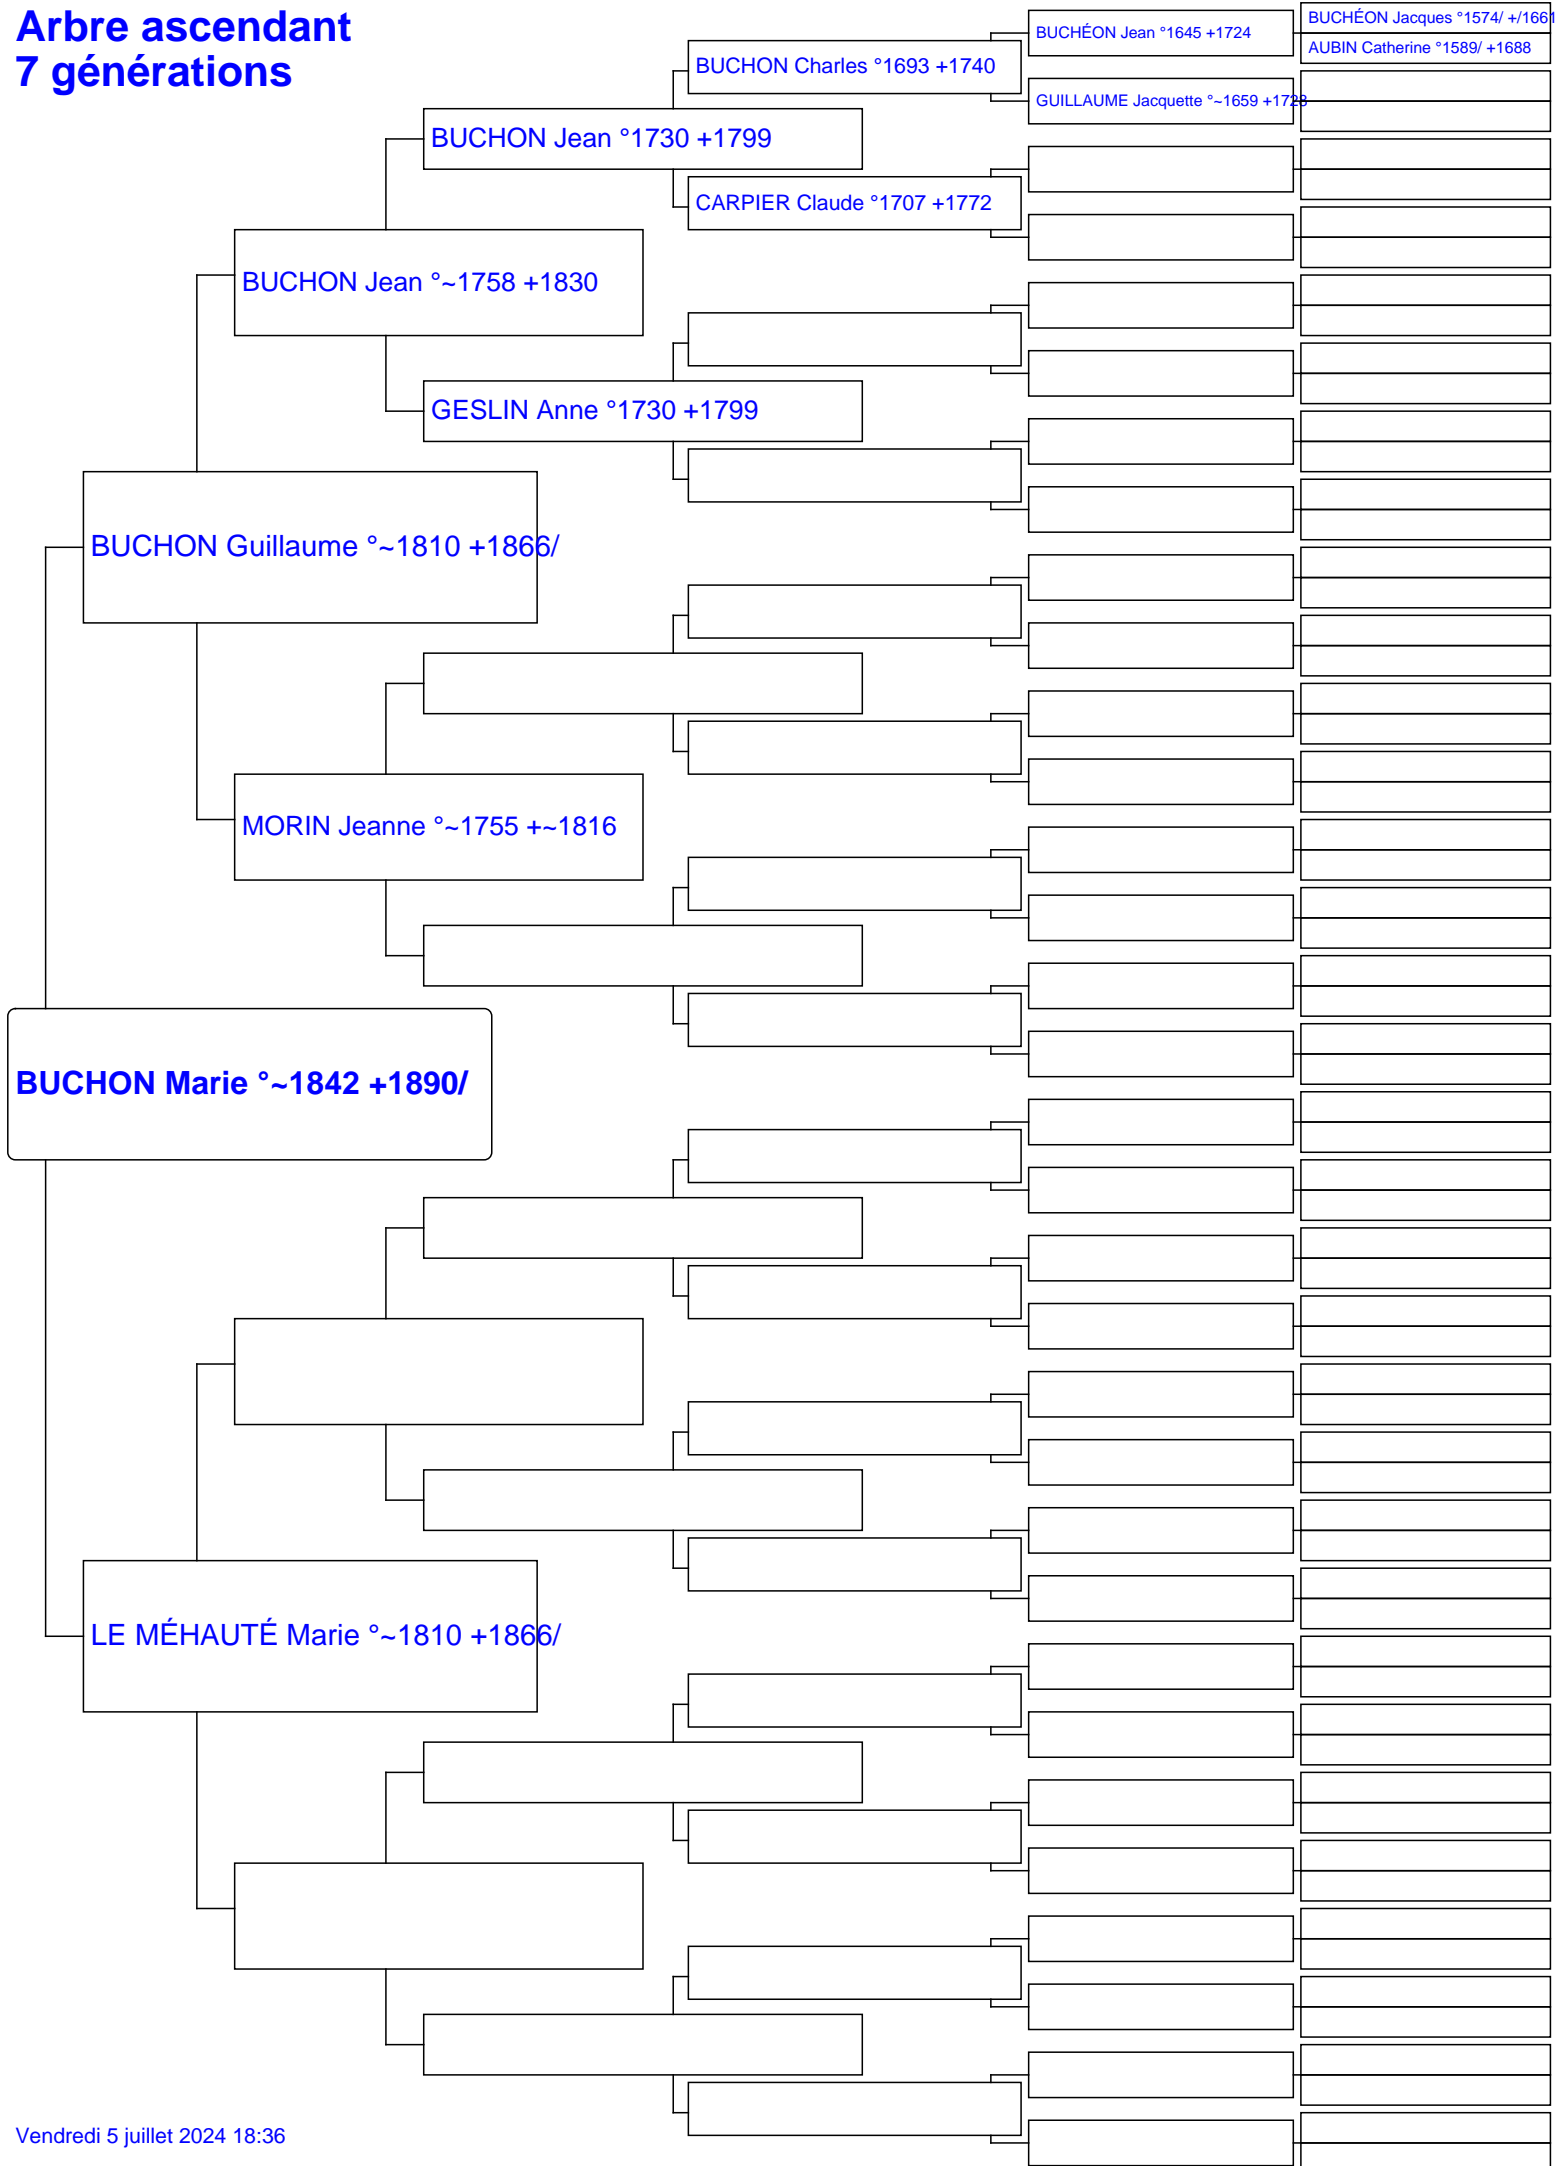 Arbre ascendant
7 générations
BUCHÉON Jacques °1574/ +/1661
AUBIN Catherine °1589/ +1688
BUCHÉON Jean °1645 +1724
BUCHON Charles °1693 +1740
GUILLAUME Jacquette °~1659 +1728
BUCHON Jean °1730 +1799
CARPIER Claude °1707 +1772
BUCHON Jean °~1758 +1830
GESLIN Anne °1730 +1799
BUCHON Guillaume °~1810 +1866/
MORIN Jeanne °~1755 +~1816
BUCHON Marie °~1842 +1890/
LE MÉHAUTÉ Marie °~1810 +1866/
Vendredi 5 juillet 2024 18:36